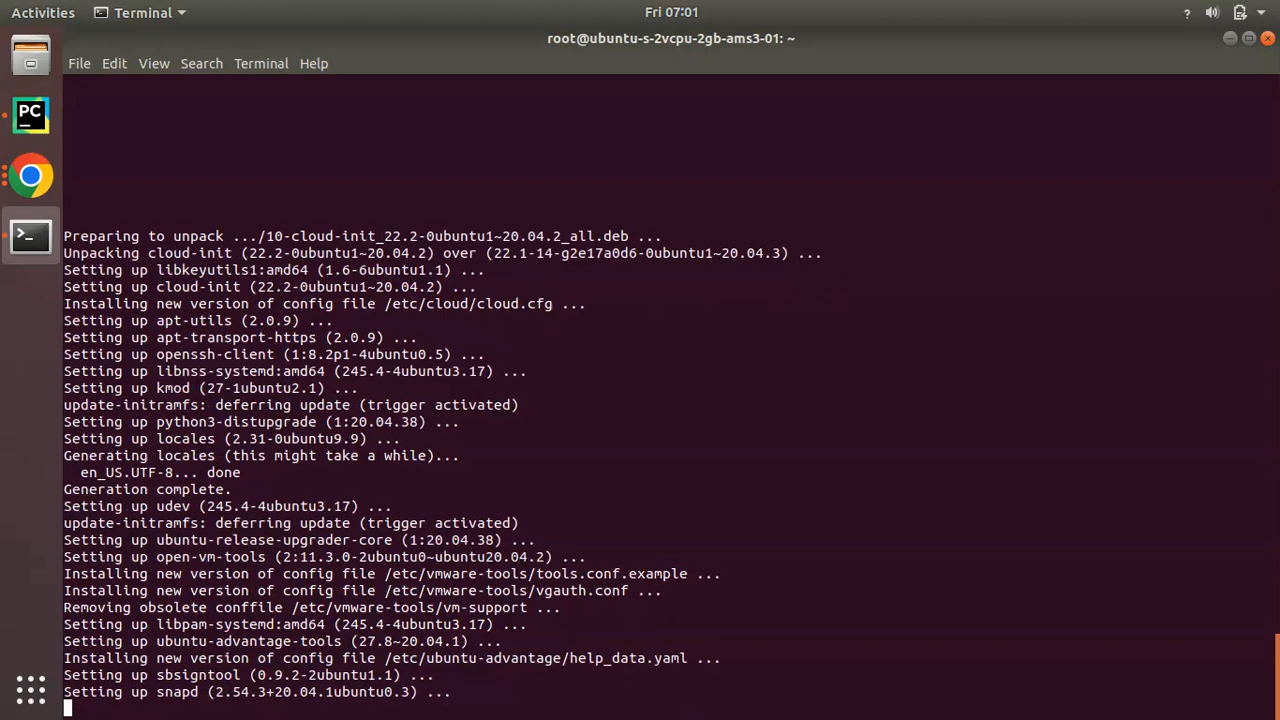 Activities Terminal Fri 07:01 ?
root@ubuntu-s-2vcpu-2gb-ams3-01: ~
File Edit View Search Terminal Help
PC
Preparing to unpack .../10-cloud-init_22.2-0ubuntu1~20.04.2_all.deb ...
Unpacking cloud-init (22.2-0ubuntu1~20.04.2) over (22.1-14-g2e17a0d6-0ubuntu1~20.04.3) ...
Setting up libkeyutils1:amd64 (1.6-6ubuntu1.1) ...
Setting up cloud-init (22.2-0ubuntu1~20.04.2) ...
Installing new version of config file /etc/cloud/cloud.cfg ...
Setting up apt-utils (2.0.9) ...
Setting up apt-transport-https (2.0.9) ...
Setting up openssh-client (1:8.2p1-4ubuntu0.5) ...
Setting up libnss-systemd:amd64 (245.4-4ubuntu3.17) ...
Setting up kmod (27-1ubuntu2.1) ...
update-initramfs: deferring update (trigger activated)
Setting up python3-distupgrade (1:20.04.38) ...
Setting up locales (2.31-0ubuntu9.9) ...
Generating locales (this might take a while)...
  en_US.UTF-8... done
Generation complete.
Setting up udev (245.4-4ubuntu3.17) ...
update-initramfs: deferring update (trigger activated)
Setting up ubuntu-release-upgrader-core (1:20.04.38) ...
Setting up open-vm-tools (2:11.3.0-2ubuntu0~ubuntu20.04.2) ...
Installing new version of config file /etc/vmware-tools/tools.conf.example ...
Installing new version of config file /etc/vmware-tools/vgauth.conf ...
Removing obsolete conffile /etc/vmware-tools/vm-support ...
Setting up libpam-systemd:amd64 (245.4-4ubuntu3.17) ...
Setting up ubuntu-advantage-tools (27.8~20.04.1) ...
Installing new version of config file /etc/ubuntu-advantage/help_data.yaml ...
Setting up sbsigntool (0.9.2-2ubuntu1.1) ...
Setting up snapd (2.54.3+20.04.1ubuntu0.3) ...